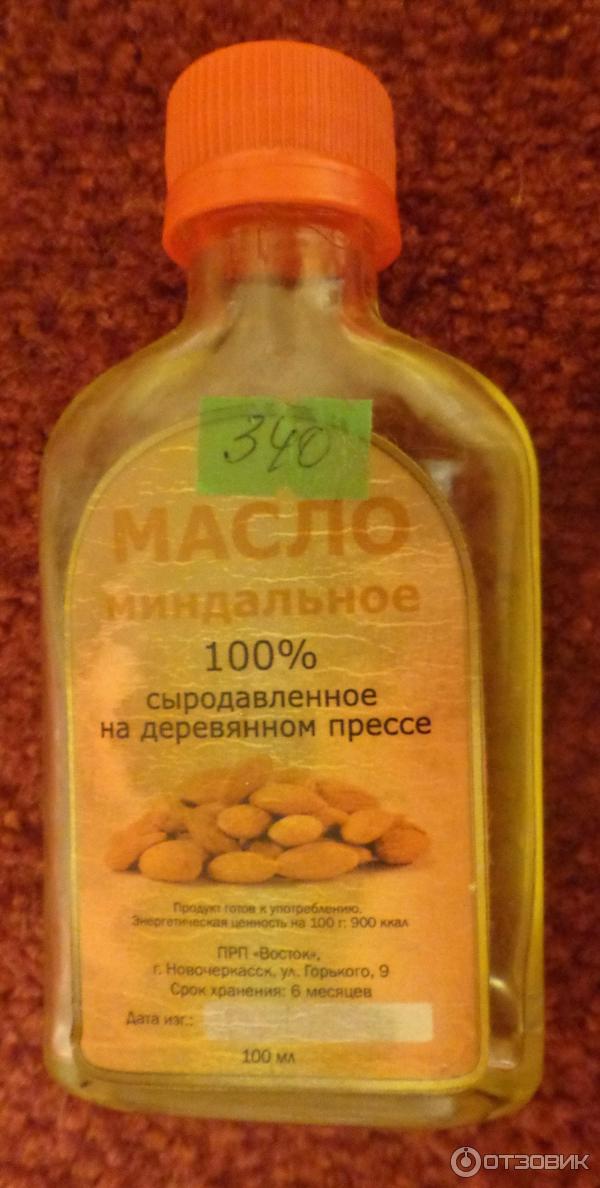 340
МАСЛО
миндальное
100%
сыродавленное
на деревянном прессе
Продукт готов к употреблению.
Энергетическая ценность на 100 г: 900 ккал
ПРП «Восток»,
г. Новочеркасск, ул. Горького, 9
Срок хранения: 6 месяцев
Дата изг.:
100 мл
ОТЗОВИК